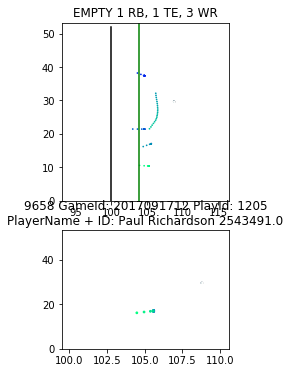 EMPTY 1 RB, 1 TE, 3 WR
50
40
30
20
10
0
95 100 105 110 115
9658 GameId: 2017091712 PlayId: 1205
PlayerName + ID: Paul Richardson 2543491.0
40
20
0
100.0 102.5 105.0 107.5 110.0